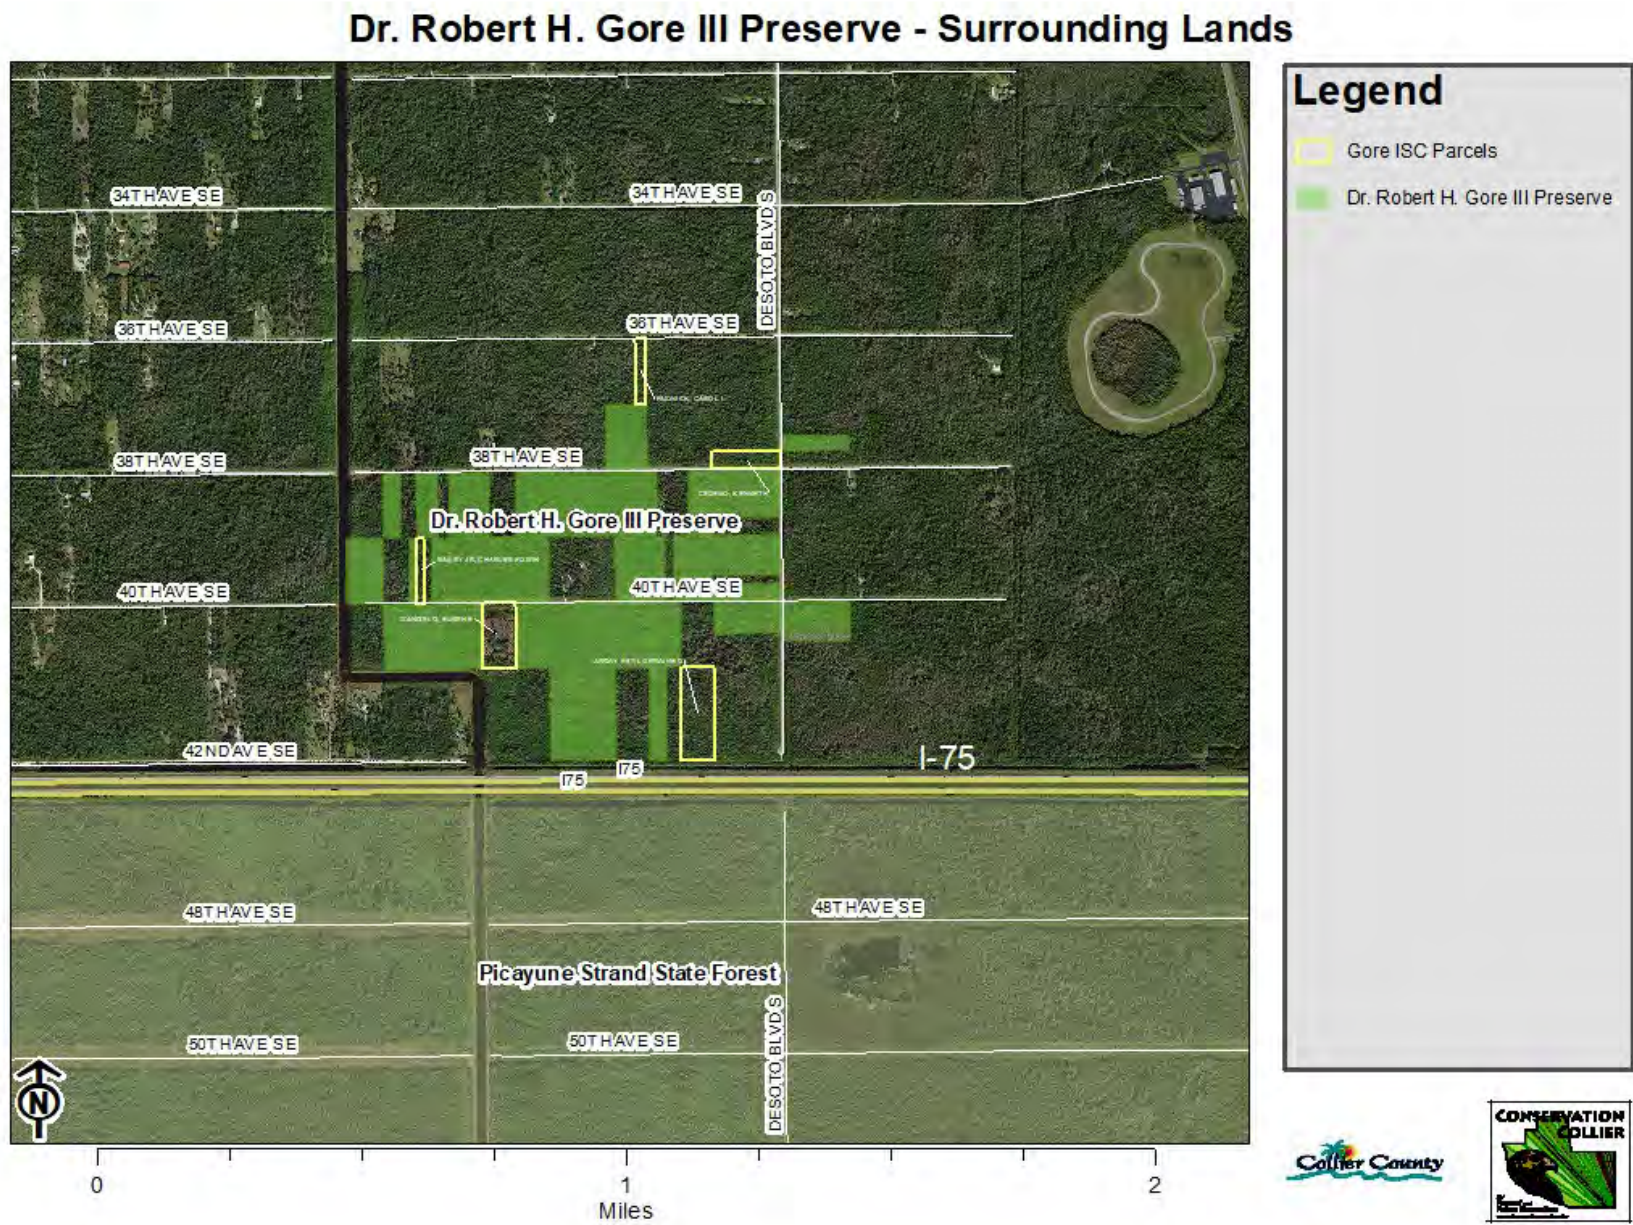 Dr. Robert H. Gore III Preserve - Surrounding Lands
Legend
Gore ISC Parcels
Dr. Robert H. Gore III Preserve
34TH AVE SE
34TH AVE SE
DESOTO BLVD S
36TH AVE SE
36TH AVE SE
38TH AVE SE
38TH AVE SE
Dr. Robert H. Gore III Preserve
40TH AVE SE
40TH AVE SE
42ND AVE SE
I75
I75
I-75
48TH AVE SE
48TH AVE SE
Picayune Strand State Forest
DESOTO BLVD S
50TH AVE SE
50TH AVE SE
N
0
1
2
Miles
Collier County
CONSERVATION
COLLIER